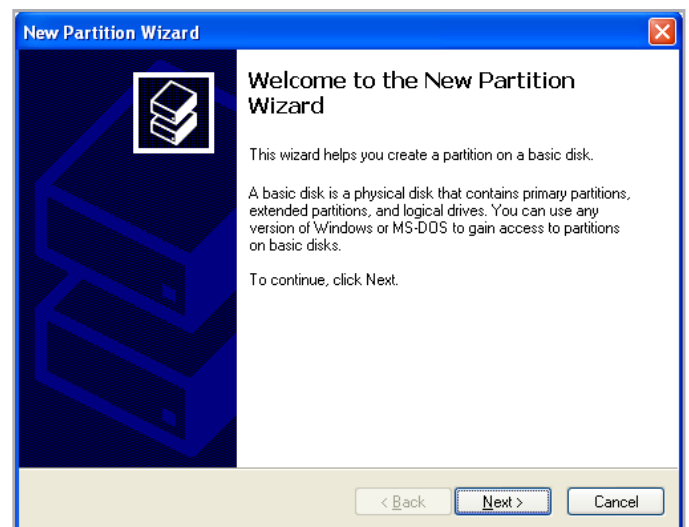 New Partition Wizard
Welcome to the New Partition
Wizard
This wizard helps you create a partition on a basic disk.
A basic disk is a physical disk that contains primary partitions,
extended partitions, and logical drives. You can use any
version of Windows or MS-DOS to gain access to partitions
on basic disks.
To continue, click Next.
< Back Next > Cancel